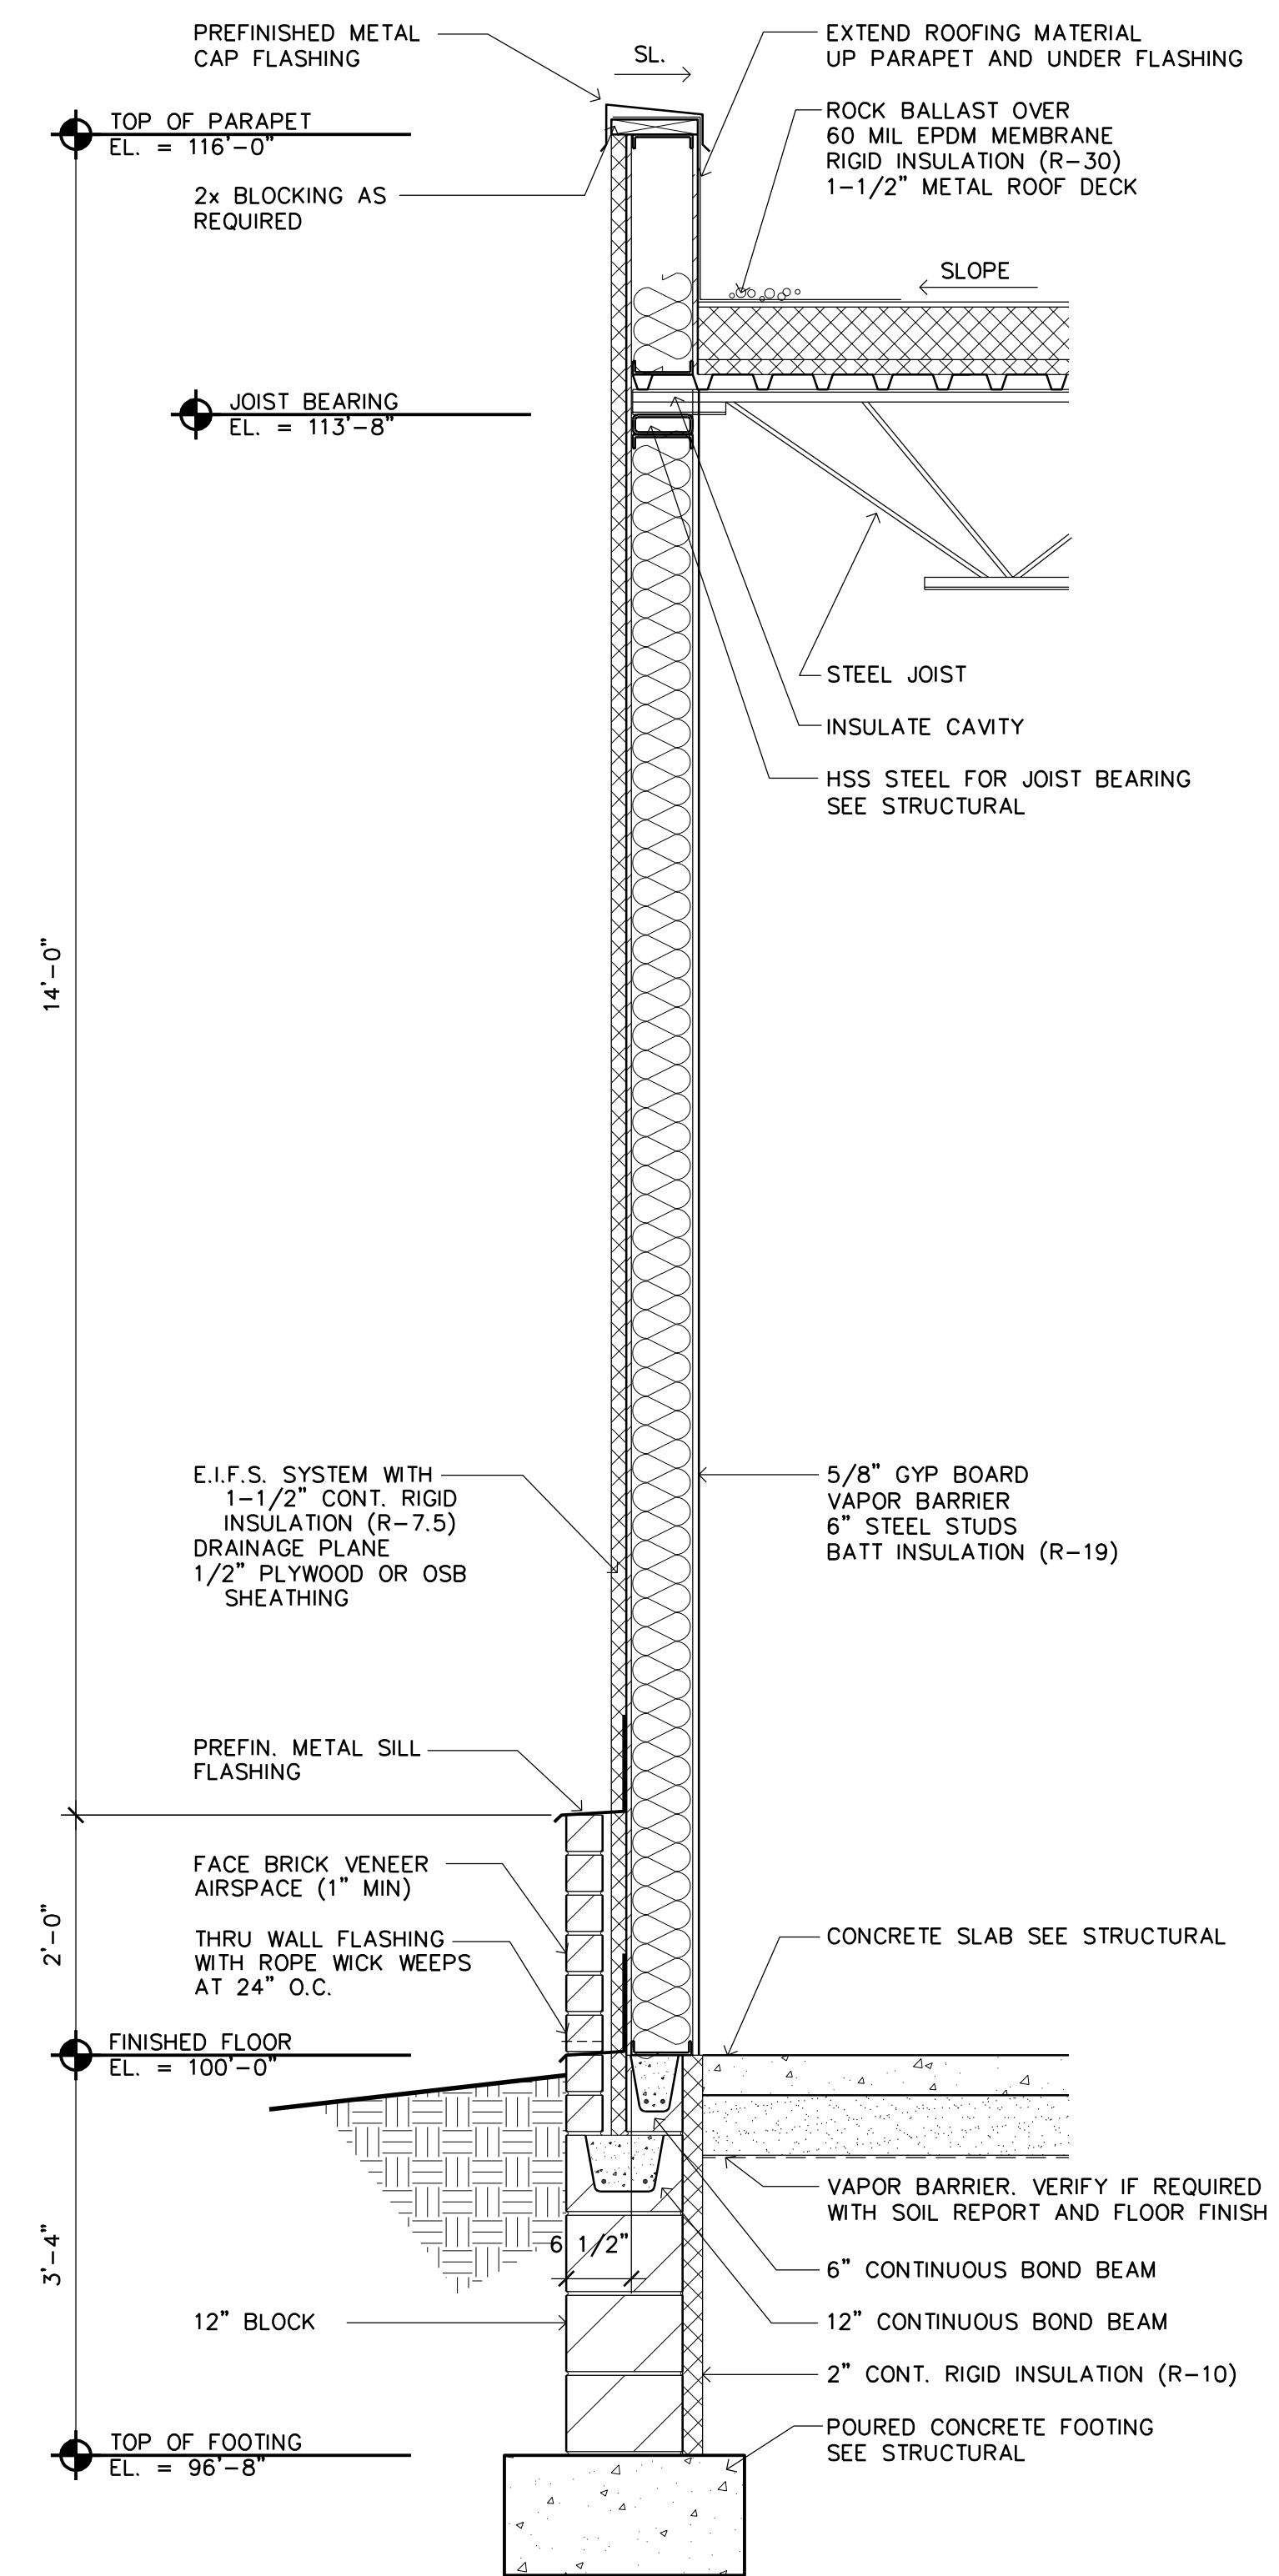 PREFINISHED METAL
CAP FLASHING
SL.
EXTEND ROOFING MATERIAL
UP PARAPET AND UNDER FLASHING
ROCK BALLAST OVER
60 MIL EPDM MEMBRANE
RIGID INSULATION (R-30)
1-1/2" METAL ROOF DECK
TOP OF PARAPET
EL. = 116'-0"
2x BLOCKING AS
REQUIRED
SLOPE
JOIST BEARING
EL. = 113'-8"
STEEL JOIST
INSULATE CAVITY
HSS STEEL FOR JOIST BEARING
SEE STRUCTURAL
14'-0"
E.I.F.S. SYSTEM WITH
1-1/2" CONT. RIGID
INSULATION (R-7.5)
DRAINAGE PLANE
1/2" PLYWOOD OR OSB
SHEATHING
5/8" GYP BOARD
VAPOR BARRIER
6" STEEL STUDS
BATT INSULATION (R-19)
PREFIN. METAL SILL
FLASHING
FACE BRICK VENEER
AIRSPACE (1" MIN)
THRU WALL FLASHING
WITH ROPE WICK WEEPS
AT 24" O.C.
2'-0"
CONCRETE SLAB SEE STRUCTURAL
FINISHED FLOOR
EL. = 100'-0"
VAPOR BARRIER. VERIFY IF REQUIRED
WITH SOIL REPORT AND FLOOR FINISH
3'-4"
6 1/2"
6" CONTINUOUS BOND BEAM
12" BLOCK
12" CONTINUOUS BOND BEAM
2" CONT. RIGID INSULATION (R-10)
POURED CONCRETE FOOTING
SEE STRUCTURAL
TOP OF FOOTING
EL. = 96'-8"